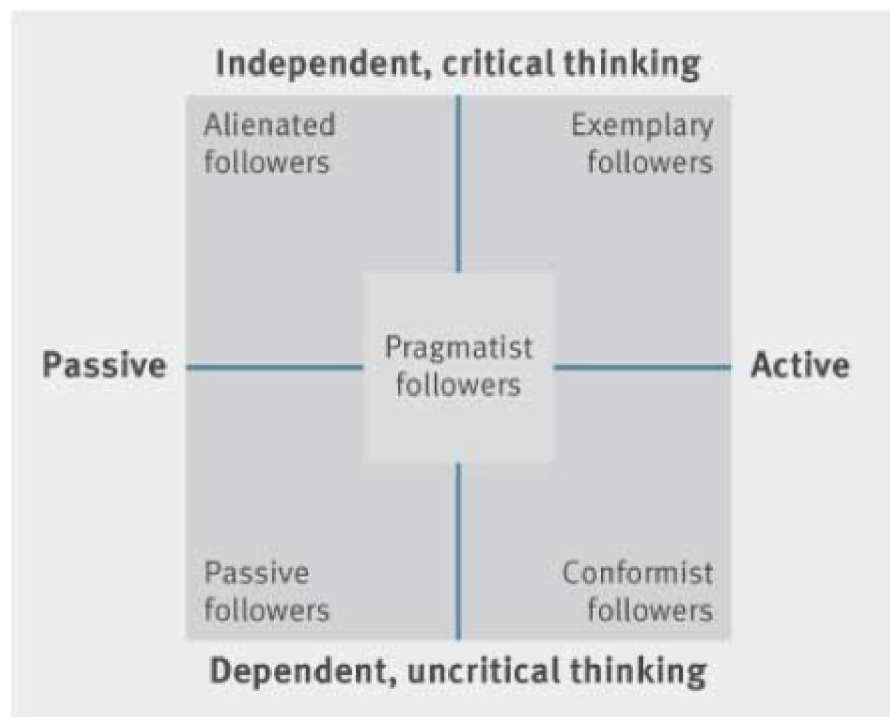 Independent, critical thinking
Alienated
followers
Exemplary
followers
Passive
Pragmatist
followers
Active
Passive
followers
Conformist
followers
Dependent, uncritical thinking